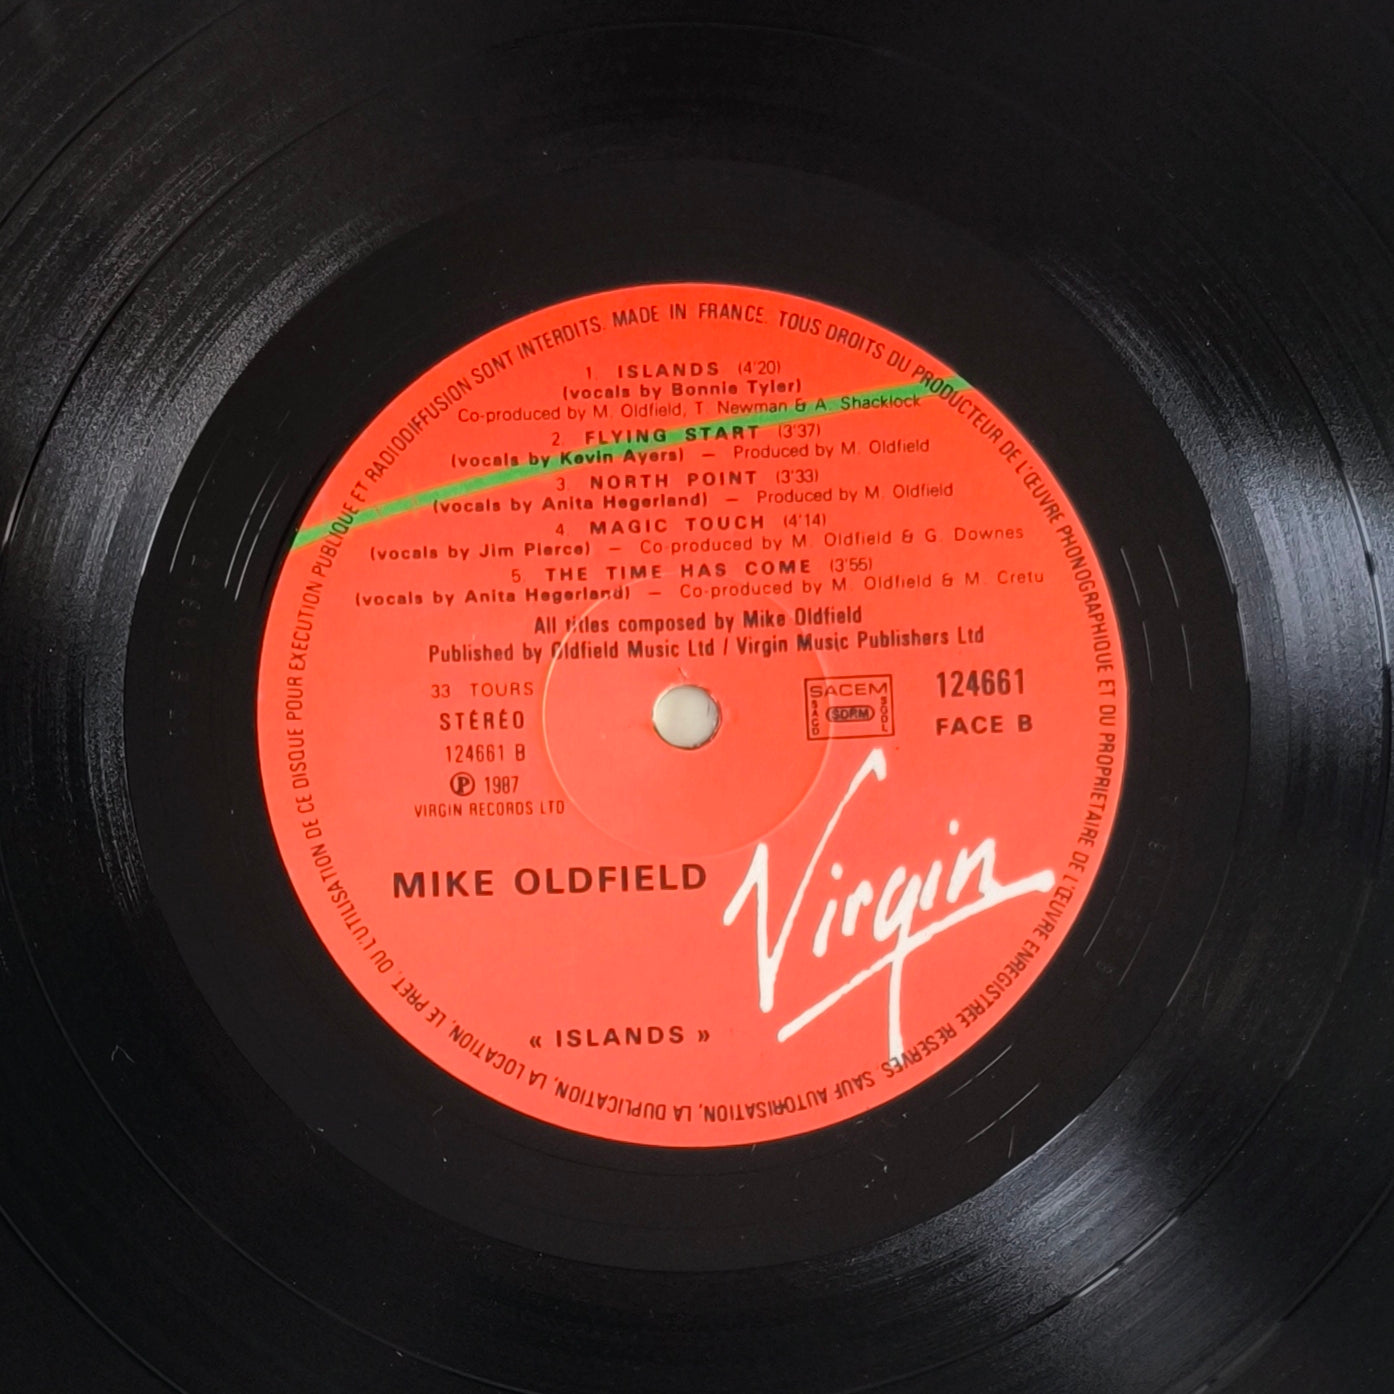 MADE IN FRANCE. TOUS DROITS DU PRODUCTEUR DE L'ŒUVRE PHONOGRAPHIQUE ET DU PROPRIETAIRE DE L'ŒUVRE ENREGISTREE RESERVES. SAUF AUTORISATION, LA DUPLICATION, LA LOCATION, LE PRET, OU L'UTILISATION DE CE DISQUE POUR EXECUTION PUBLIQUE ET RADIODIFFUSION SONT INTERDITS.
1. ISLANDS (4'20)
(vocals by Bonnie Tyler)
Co-produced by M. Oldfield, T. Newman & A. Shacklock
2. FLYING START (3'37)
(vocals by Kevin Ayers) — Produced by M. Oldfield
3. NORTH POINT (3'33)
(vocals by Anita Hegerland) — Produced by M. Oldfield
4. MAGIC TOUCH (4'14)
(vocals by Jim Pierce) — Co-produced by M. Oldfield & G. Downes
5. THE TIME HAS COME (3'55)
(vocals by Anita Hegerland) — Co-produced by M. Oldfield & M. Cretu
All titles composed by Mike Oldfield
Published by Oldfield Music Ltd / Virgin Music Publishers Ltd
33 TOURS
STÉRÉO
124661 B
℗ 1987
VIRGIN RECORDS LTD
SACEM
SACD
SDRM
SGDL
124661
FACE B
MIKE OLDFIELD
Virgin
« ISLANDS »